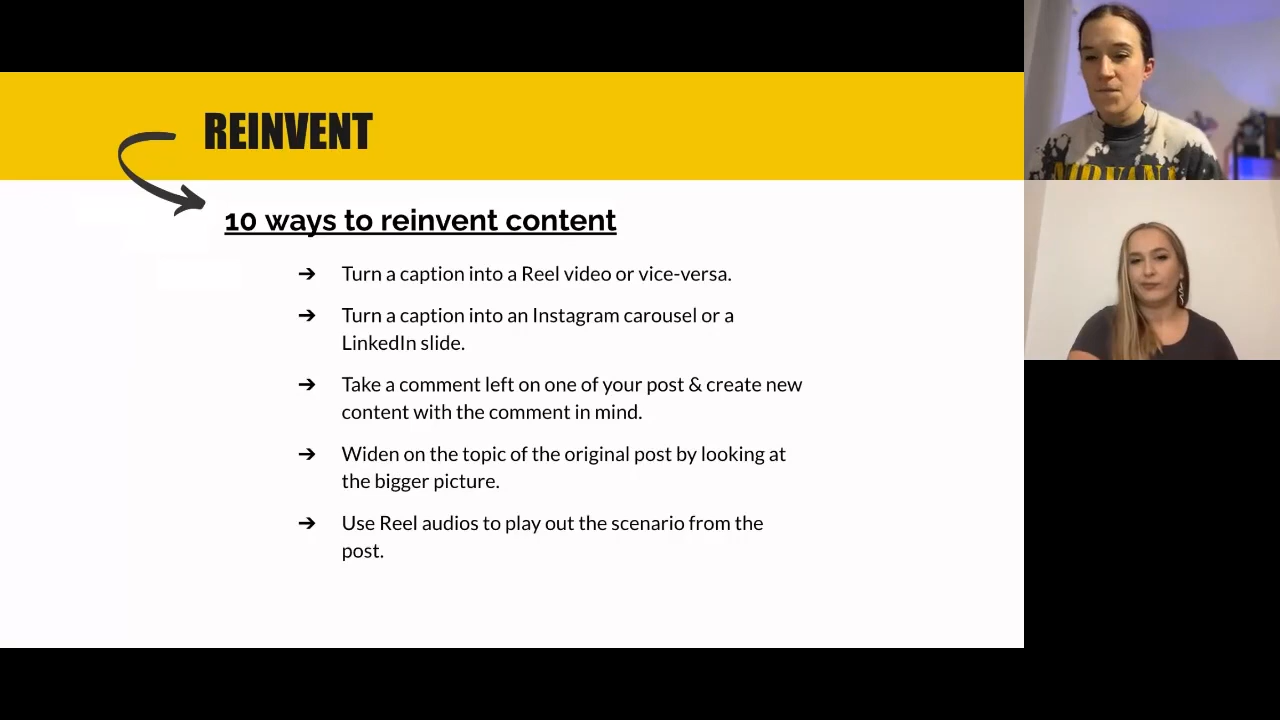 REINVENT
10 ways to reinvent content
➔ Turn a caption into a Reel video or vice-versa.
➔ Turn a caption into an Instagram carousel or a
LinkedIn slide.
➔ Take a comment left on one of your post & create new
content with the comment in mind.
➔ Widen on the topic of the original post by looking at
the bigger picture.
➔ Use Reel audios to play out the scenario from the
post.
NIRVANA